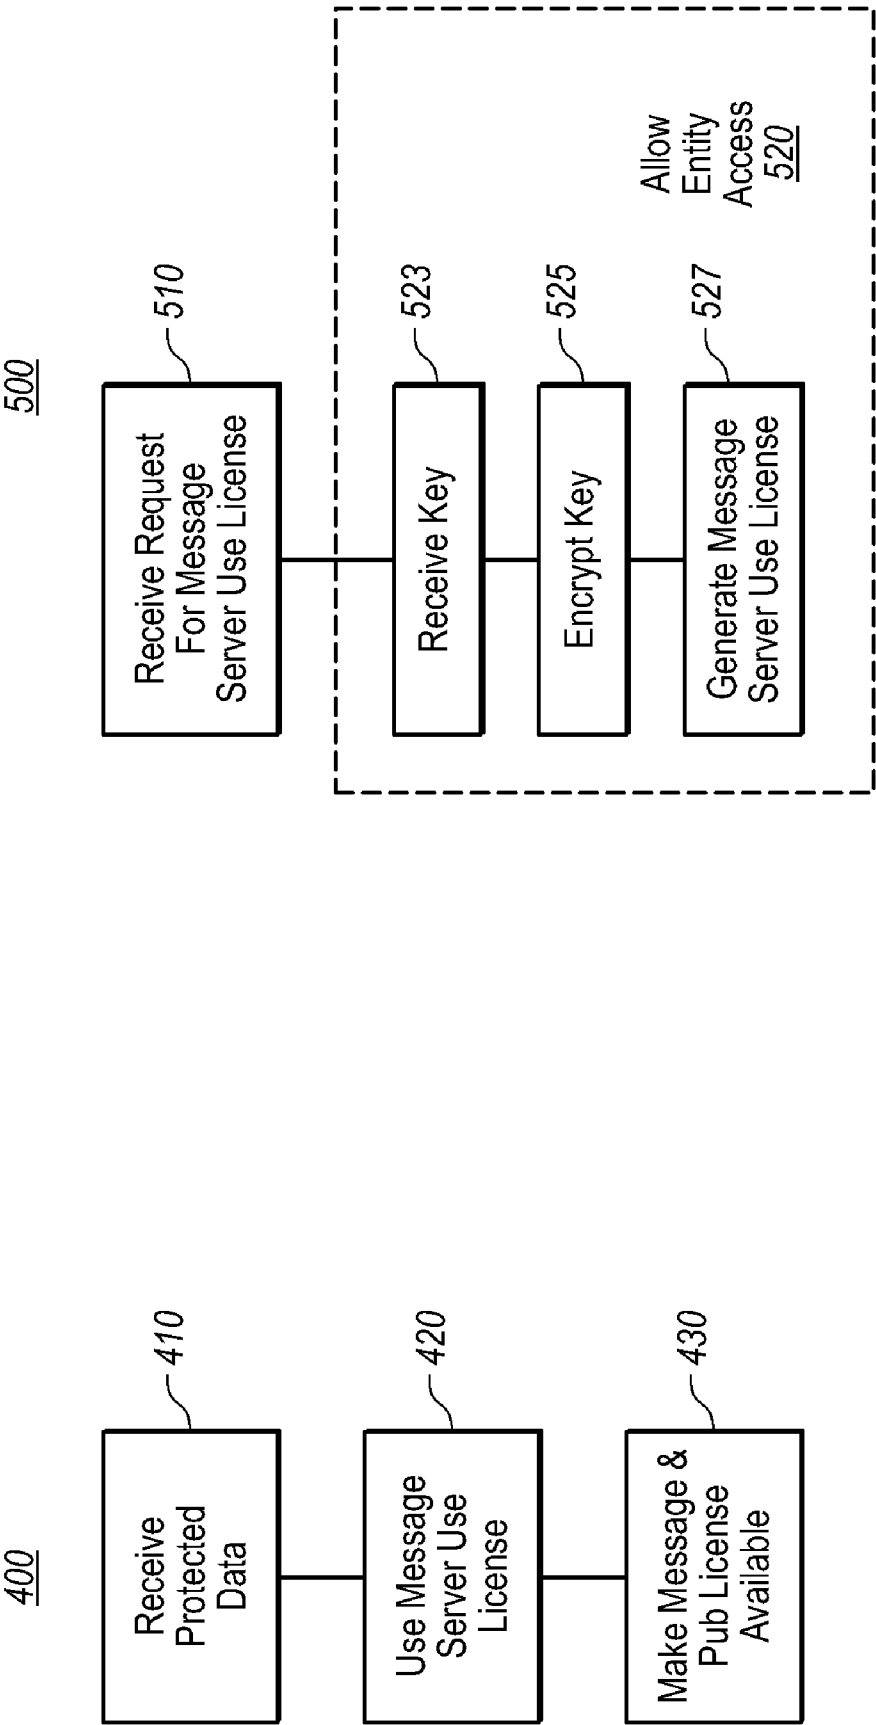 400
Receive
Protected
Data
410
Use Message
Server Use
License
420
Make Message &
Pub License
Available
430
500
Receive Request
For Message
Server Use License
510
Receive Key
523
Encrypt Key
525
Generate Message
Server Use License
527
Allow
Entity
Access
520